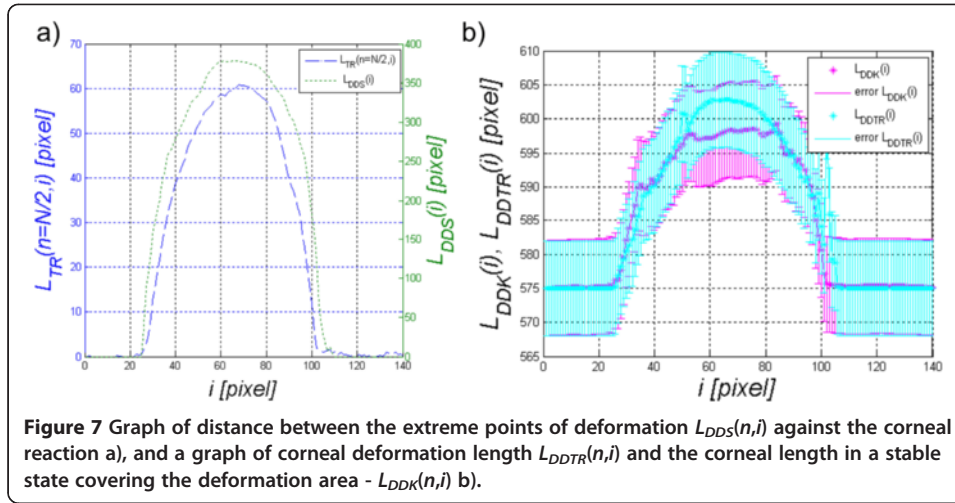 a)
70
60
50
40
30
20
10
0
L_TR(n=N/2,i) [pixel]
L_TR(n=N/2,i)
L_DDS(i)
400
350
300
250
200
150
100
50
0
L_DDS(i) [pixel]
0 20 40 60 80 100 120 140
i [pixel]
b)
610
605
600
595
590
585
580
575
570
565
L_DDK(i), L_DDTR(i) [pixel]
L_DDK(i)
error L_DDK(i)
L_DDTR(i)
error L_DDTR(i)
0 20 40 60 80 100 120 140
i [pixel]
Figure 7 Graph of distance between the extreme points of deformation L_DDS(n,i) against the corneal
reaction a), and a graph of corneal deformation length L_DDTR(n,i) and the corneal length in a stable
state covering the deformation area - L_DDK(n,i) b).